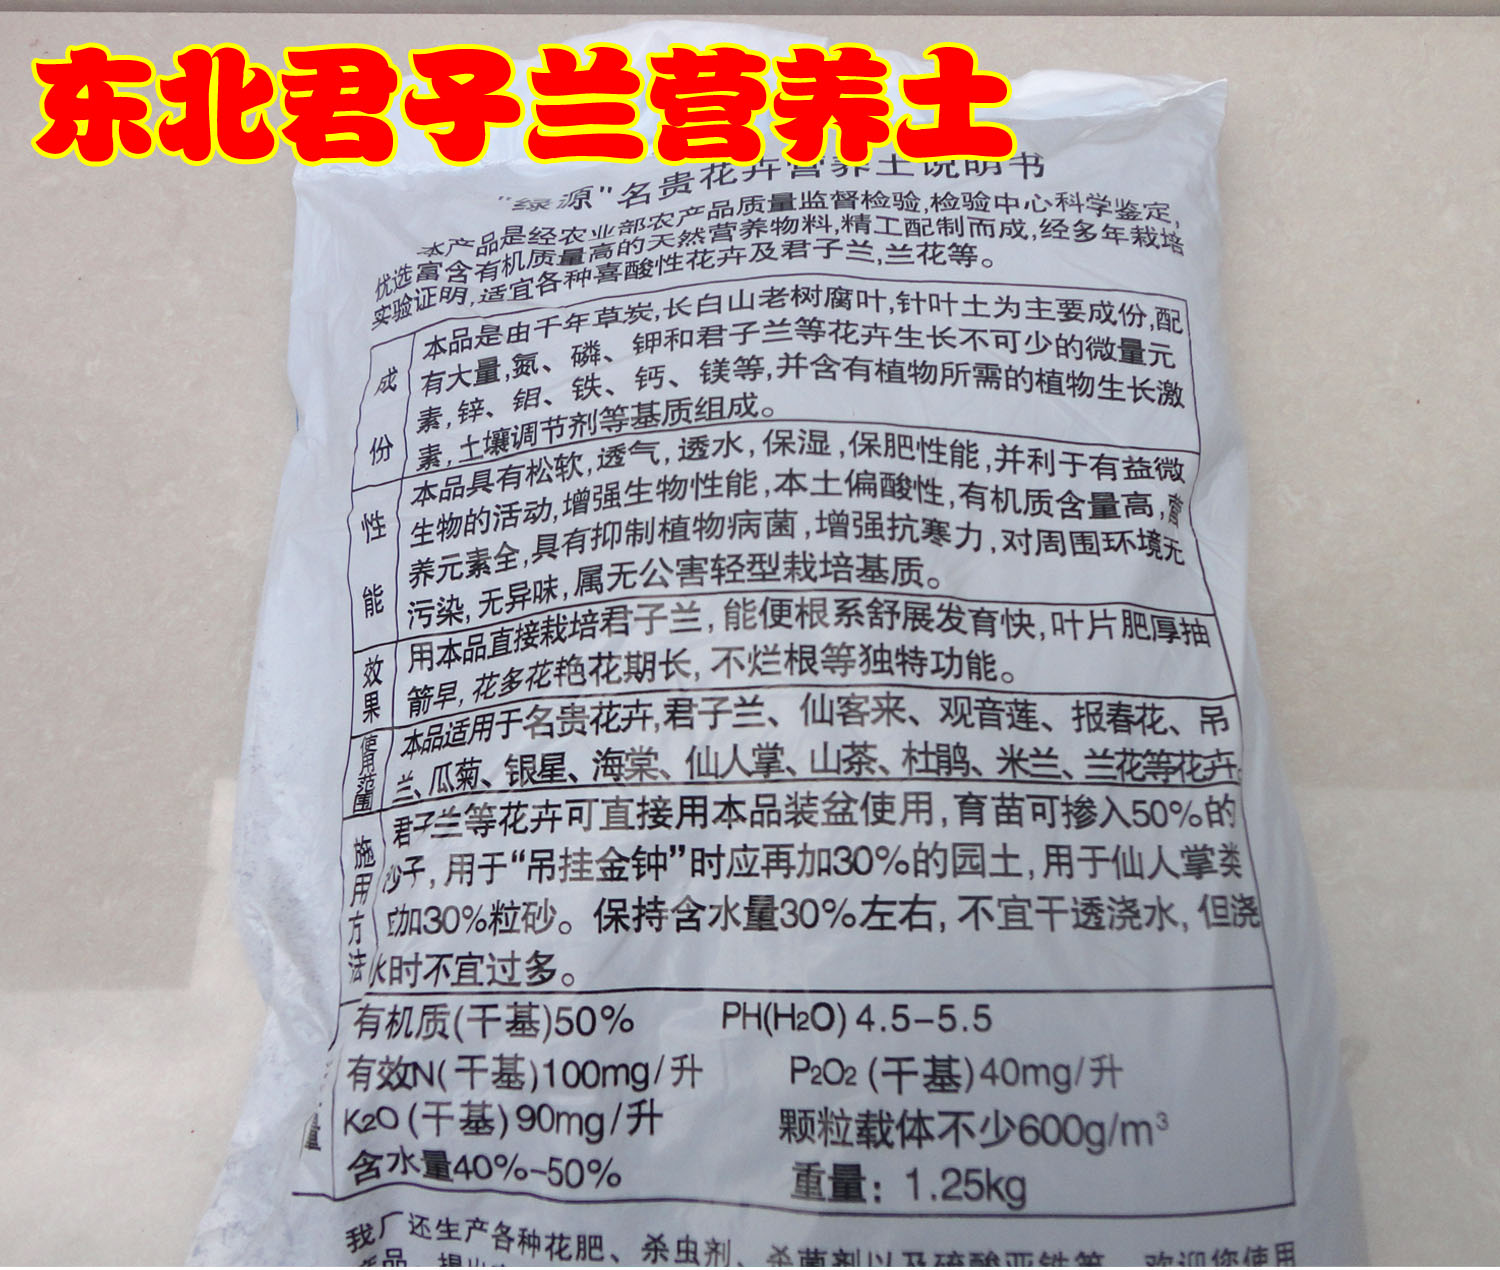 东北君子兰营养土
"绿源"名贵花卉营养土说明书
本产品是经农业部农产品质量监督检验,检验中心科学鉴定,
优选富含有机质量高的天然营养物料,精工配制而成,经多年栽培
实验证明,适宜各种喜酸性花卉及君子兰,兰花等。
成份
本品是由千年草炭,长白山老树腐叶,针叶土为主要成份,配
有大量,氮、磷、钾和君子兰等花卉生长不可少的微量元
素,锌、钼、铁、钙、镁等,并含有植物所需的植物生长激
素,土壤调节剂等基质组成。
性能
本品具有松软,透气,透水,保湿,保肥性能,并利于有益微
生物的活动,增强生物性能,本土偏酸性,有机质含量高,营
养元素全,具有抑制植物病菌,增强抗寒力,对周围环境无
污染,无异味,属无公害轻型栽培基质。
效果
用本品直接栽培君子兰,能便根系舒展发育快,叶片肥厚抽
箭早,花多花艳花期长,不烂根等独特功能。
使用范围
本品适用于名贵花卉,君子兰、仙客来、观音莲、报春花、吊
兰、瓜菊、银星、海棠、仙人掌、山茶、杜鹃、米兰、兰花等花卉。
施用方法
君子兰等花卉可直接用本品装盆使用,育苗可掺入50%的
沙子,用于“吊挂金钟”时应再加30%的园土,用于仙人掌类
加30%粒砂。保持含水量30%左右,不宜干透浇水,但浇
水时不宜过多。
量
有机质(干基)50% PH(H2O) 4.5-5.5
有效N(干基)100mg/升 P2O2 (干基)40mg/升
K2O (干基)90mg/升 颗粒载体不少600g/m³
含水量40%-50% 重量：1.25kg
我厂还生产各种花肥、杀虫剂、杀菌剂以及硫酸亚铁等，欢迎您使用